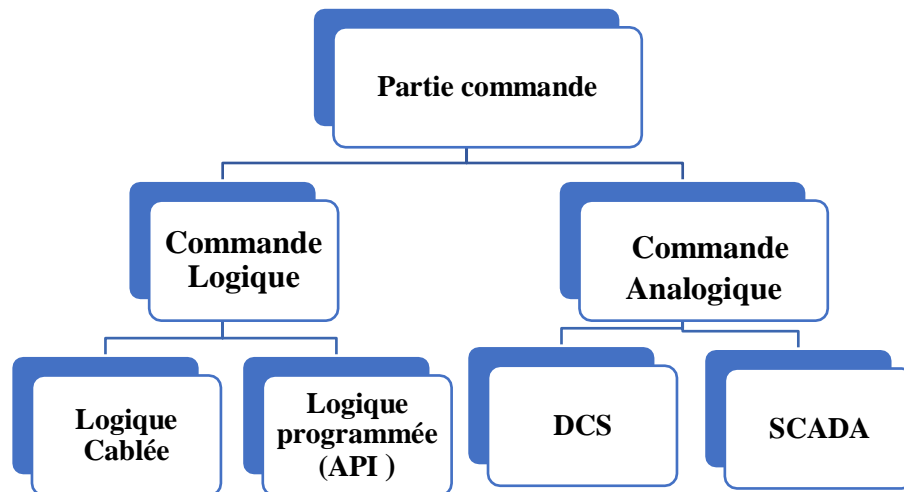 Partie commande
Commande
Logique
Commande
Analogique
Logique
Cablée
Logique
programmée
(API )
DCS
SCADA